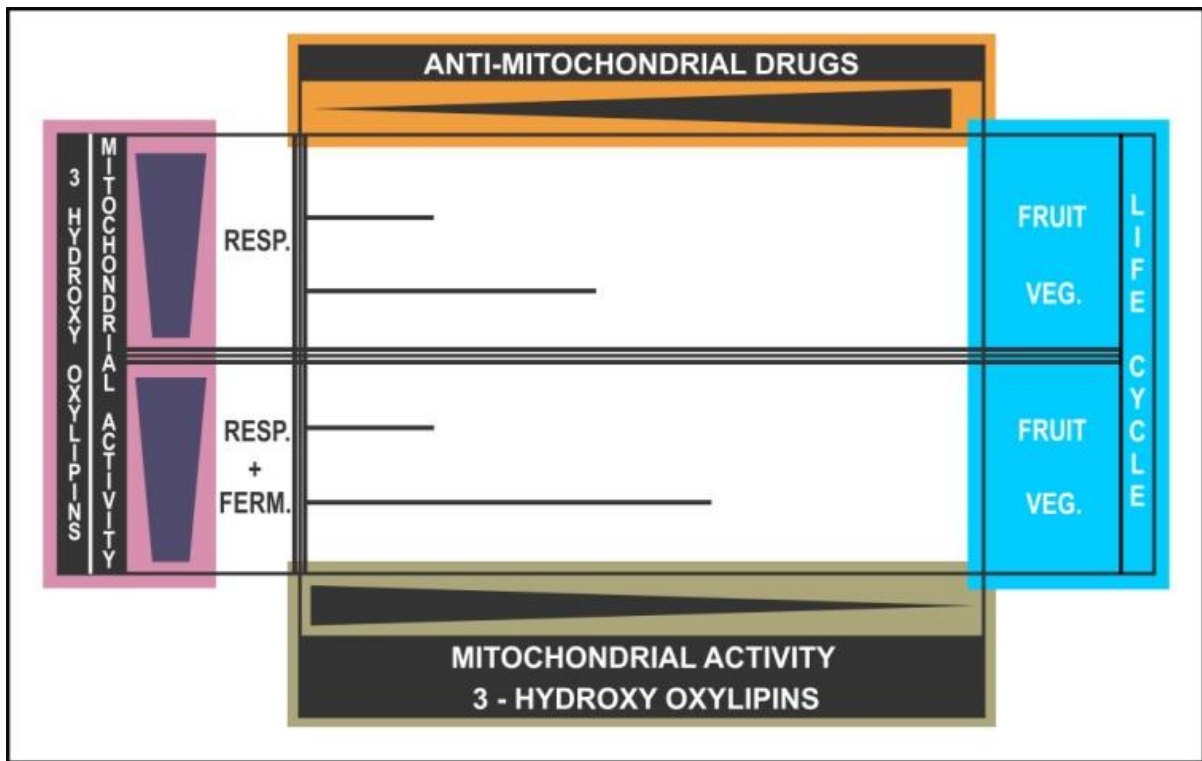 ANTI-MITOCHONDRIAL DRUGS
3 HYDROXY OXYLIPINS
MITOCHONDRIAL ACTIVITY
RESP.
FRUIT
VEG.
RESP.
+
FERM.
FRUIT
VEG.
LIFE CYCLE
MITOCHONDRIAL ACTIVITY
3 - HYDROXY OXYLIPINS